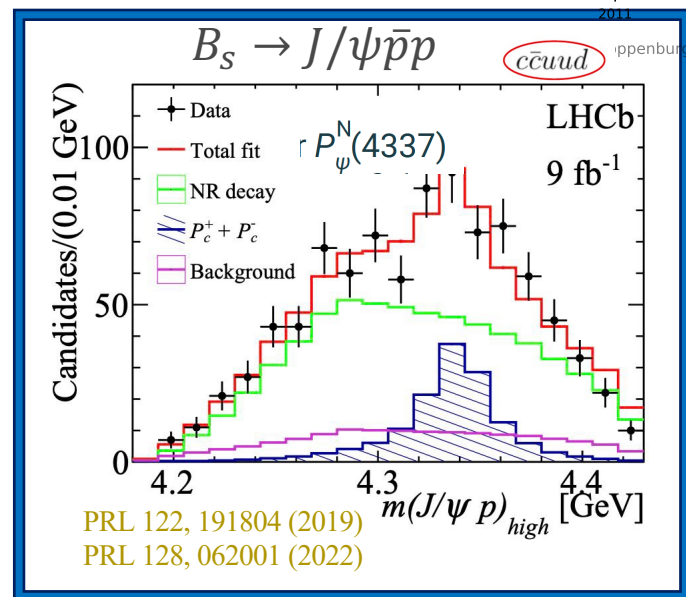 2011
B_s → J/ψp̄p
cc̄uud
ppenburg
Data
LHCb
Total fit
P_ψ^N(4337)
9 fb⁻¹
NR decay
P_c⁺ + P_c⁻
Background
Candidates/(0.01 GeV)
100
50
0
4.2
4.3
4.4
m(J/ψ p)_high [GeV]
PRL 122, 191804 (2019)
PRL 128, 062001 (2022)